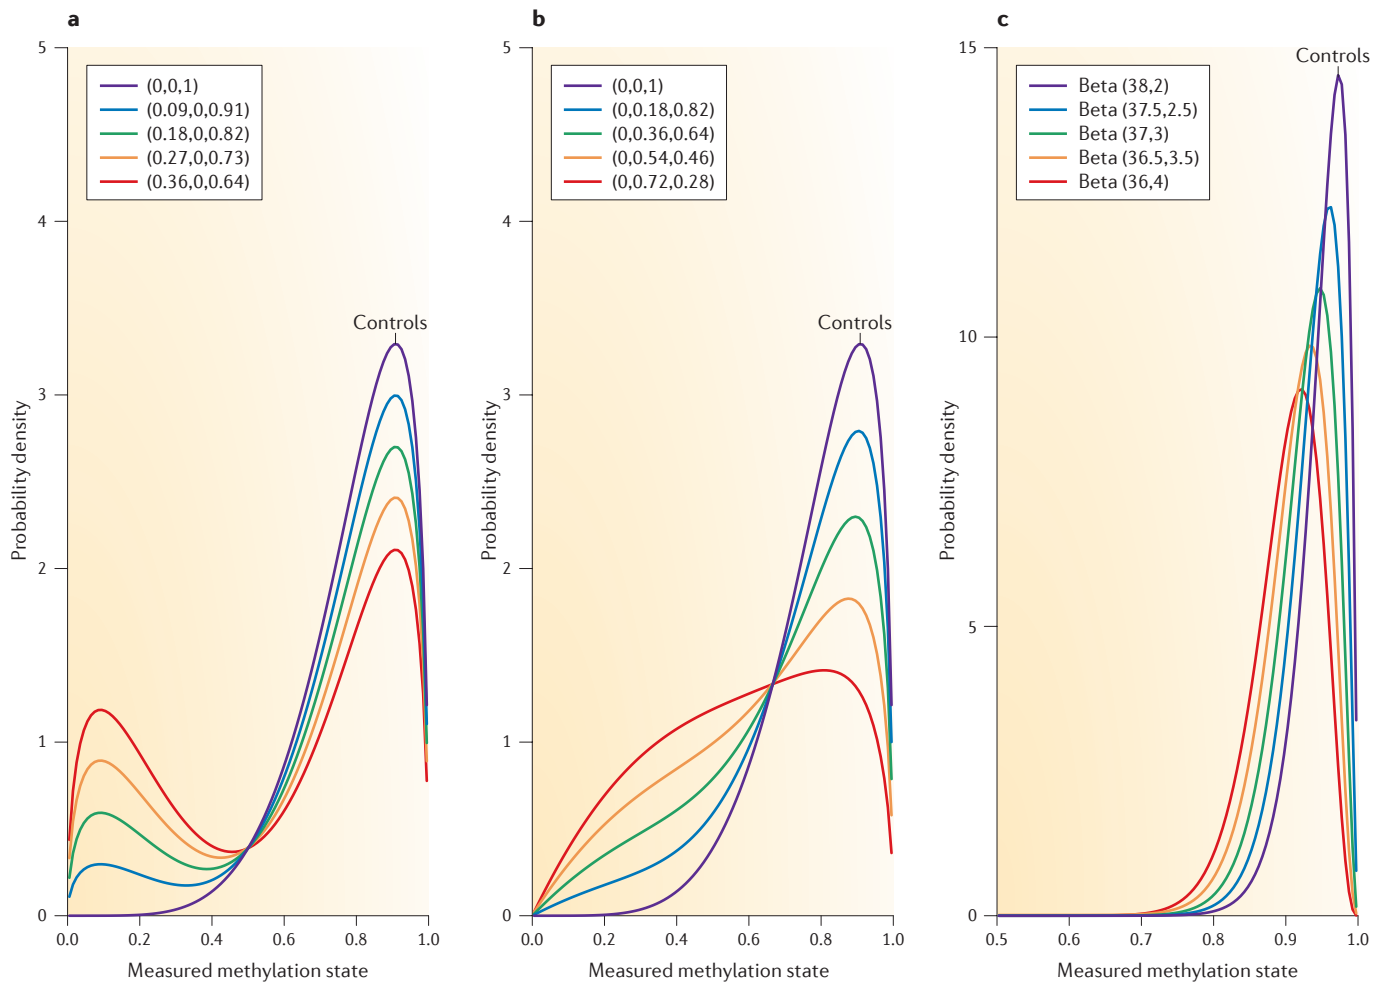 a
5
(0,0,1)
(0.09,0,0.91)
(0.18,0,0.82)
(0.27,0,0.73)
(0.36,0,0.64)
4
Controls
3
2
1
0
0.0 0.2 0.4 0.6 0.8 1.0
Probability density
Measured methylation state
b
5
(0,0,1)
(0,0.18,0.82)
(0,0.36,0.64)
(0,0.54,0.46)
(0,0.72,0.28)
4
Controls
3
2
1
0
0.0 0.2 0.4 0.6 0.8 1.0
Probability density
Measured methylation state
c
15
Controls
Beta (38,2)
Beta (37.5,2.5)
Beta (37,3)
Beta (36.5,3.5)
Beta (36,4)
10
5
0
0.5 0.6 0.7 0.8 0.9 1.0
Probability density
Measured methylation state